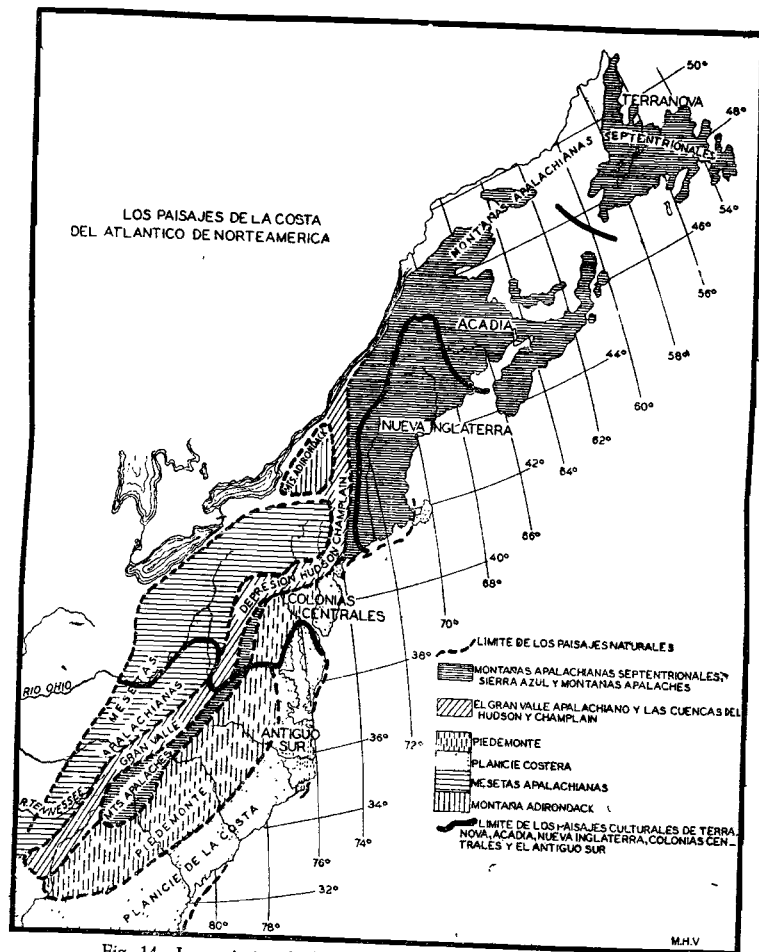 LOS PAISAJES DE LA COSTA
DEL ATLANTICO DE NORTEAMERICA
TERRANOVA
MONTAÑAS APALACHIANAS SEPTENTRIONALES
ACADIA
NUEVA INGLATERRA
MTS ADIRONDACK
DEPRESION HUDSON CHAMPLAIN
COLONIAS
CENTRALES
RIO OHIO
MESETAS
APALACHIANAS
GRAN VALLE
MTS APALACHES
R. TENNESSEE
ANTIGUO
SUR
PIEDEMONTE
PLANICIE DE LA COSTA
50°
48°
54°
46°
56°
58°
44°
60°
62°
42°
64°
66°
40°
68°
70°
38°
72°
36°
34°
74°
76°
32°
78°
80°
LIMITE DE LOS PAISAJES NATURALES
MONTAÑAS APALACHIANAS SEPTENTRIONALES,
SIERRA AZUL Y MONTAÑAS APALACHES
EL GRAN VALLE APALACHIANO Y LAS CUENCAS DEL
HUDSON Y CHAMPLAIN
PIEDEMONTE
PLANICIE COSTERA
MESETAS APALACHIANAS
MONTAÑA ADIRONDACK
LIMITE DE LOS PAISAJES CULTURALES DE TERRA-
NOVA, ACADIA, NUEVA INGLATERRA, COLONIAS CEN-
TRALES Y EL ANTIGUO SUR
M.H.V
Fig. 14